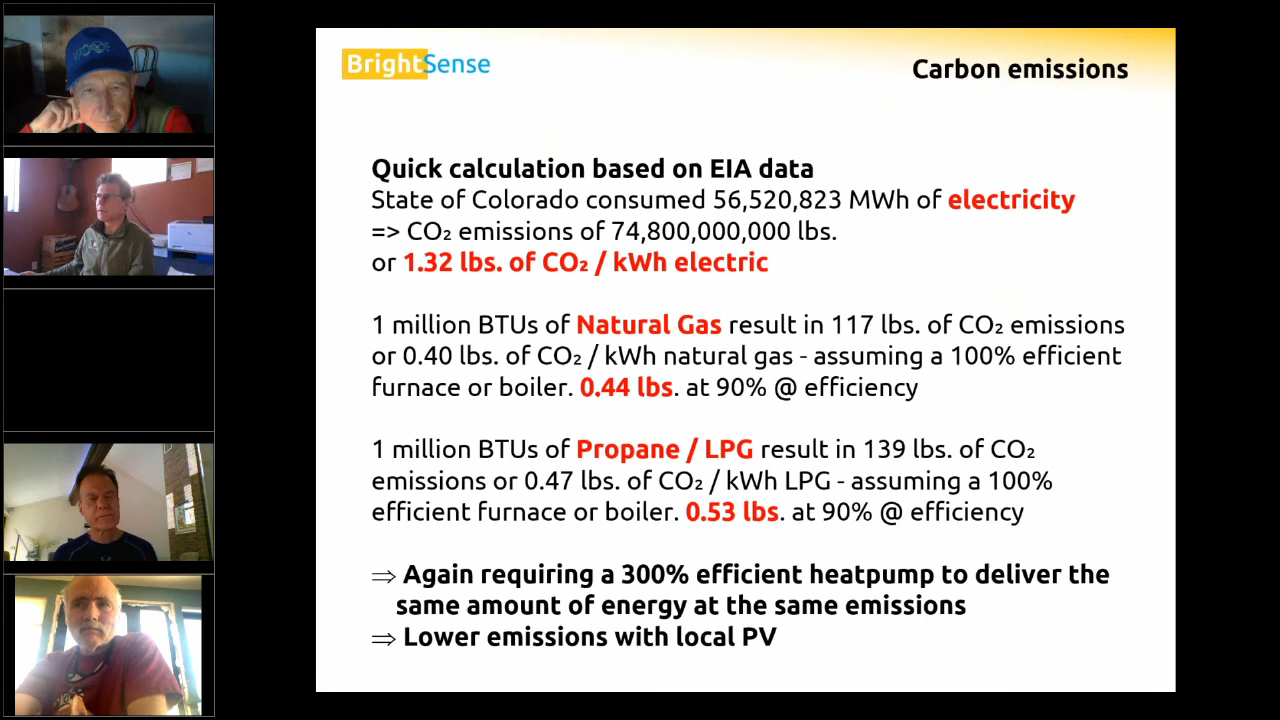 BrightSense
Carbon emissions
Quick calculation based on EIA data
State of Colorado consumed 56,520,823 MWh of electricity
=> CO₂ emissions of 74,800,000,000 lbs.
or 1.32 lbs. of CO₂ / kWh electric
1 million BTUs of Natural Gas result in 117 lbs. of CO₂ emissions
or 0.40 lbs. of CO₂ / kWh natural gas - assuming a 100% efficient
furnace or boiler. 0.44 lbs. at 90% @ efficiency
1 million BTUs of Propane / LPG result in 139 lbs. of CO₂
emissions or 0.47 lbs. of CO₂ / kWh LPG - assuming a 100%
efficient furnace or boiler. 0.53 lbs. at 90% @ efficiency
⇒ Again requiring a 300% efficient heatpump to deliver the
same amount of energy at the same emissions
⇒ Lower emissions with local PV